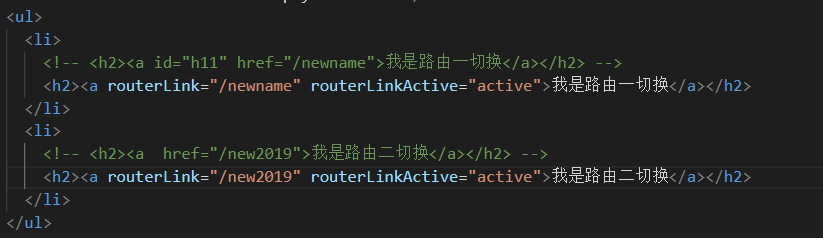 <ul>
<li>
<!-- <h2><a id="h11" href="/newname">我是路由一切换</a></h2> -->
<h2><a routerLink="/newname" routerLinkActive="active">我是路由一切换</a></h2>
</li>
<li>
<!-- <h2><a  href="/new2019">我是路由二切换</a></h2> -->
<h2><a routerLink="/new2019" routerLinkActive="active">我是路由二切换</a></h2>
</li>
</ul>